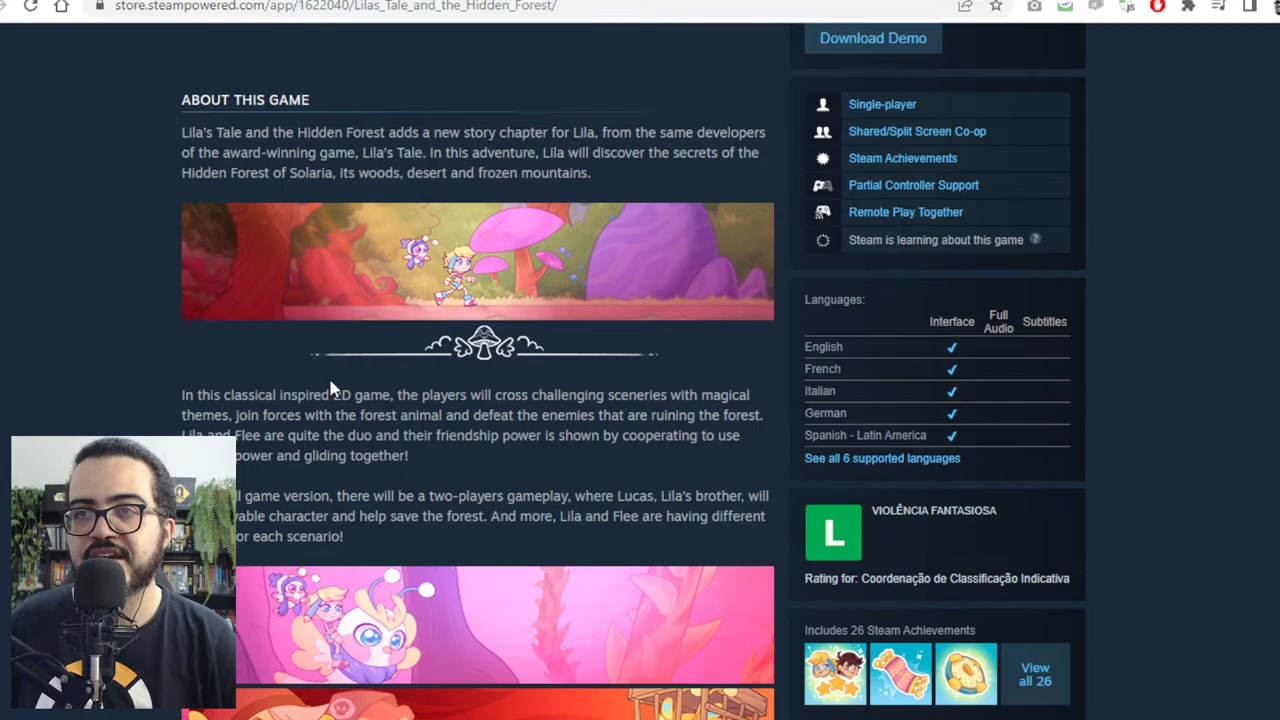 store.steampowered.com/app/1622040/Lilas_Tale_and_the_Hidden_Forest/
Download Demo
ABOUT THIS GAME
Lila's Tale and the Hidden Forest adds a new story chapter for Lila, from the same developers
of the award-winning game, Lila's Tale. In this adventure, Lila will discover the secrets of the
Hidden Forest of Solaria, its woods, desert and frozen mountains.
In this classical inspired 2D game, the players will cross challenging sceneries with magical
themes, join forces with the forest animal and defeat the enemies that are ruining the forest.
Lila and Flee are quite the duo and their friendship power is shown by cooperating to use
power and gliding together!
game version, there will be a two-players gameplay, where Lucas, Lila's brother, will
character and help save the forest. And more, Lila and Flee are having different
each scenario!
Single-player
Shared/Split Screen Co-op
Steam Achievements
Partial Controller Support
Remote Play Together
Steam is learning about this game ?
Languages:
Interface Full Audio Subtitles
English ✔
French ✔
Italian ✔
German ✔
Spanish - Latin America ✔
See all 6 supported languages
L VIOLÊNCIA FANTASIOSA
Rating for: Coordenação de Classificação Indicativa
Includes 26 Steam Achievements
View
all 26